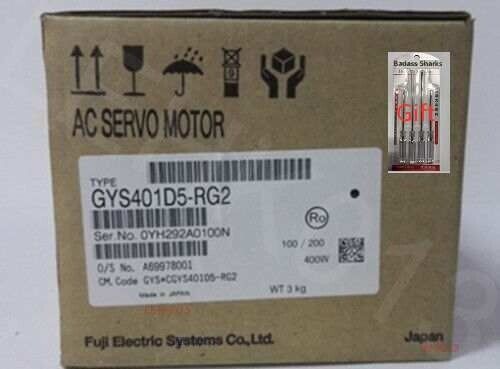 Badass Sharks
Gift
AC SERVO MOTOR
TYPE
GYS401D5-RG2
Ser.No. 0YH292A0100N
Ro
100 / 200
400W
O/S No. A69978001
CM.Code GYS*CGYS401D5-RG2
Made in JAPAN
WT 3 kg
Fuji Electric Systems Co.,Ltd.
Japan